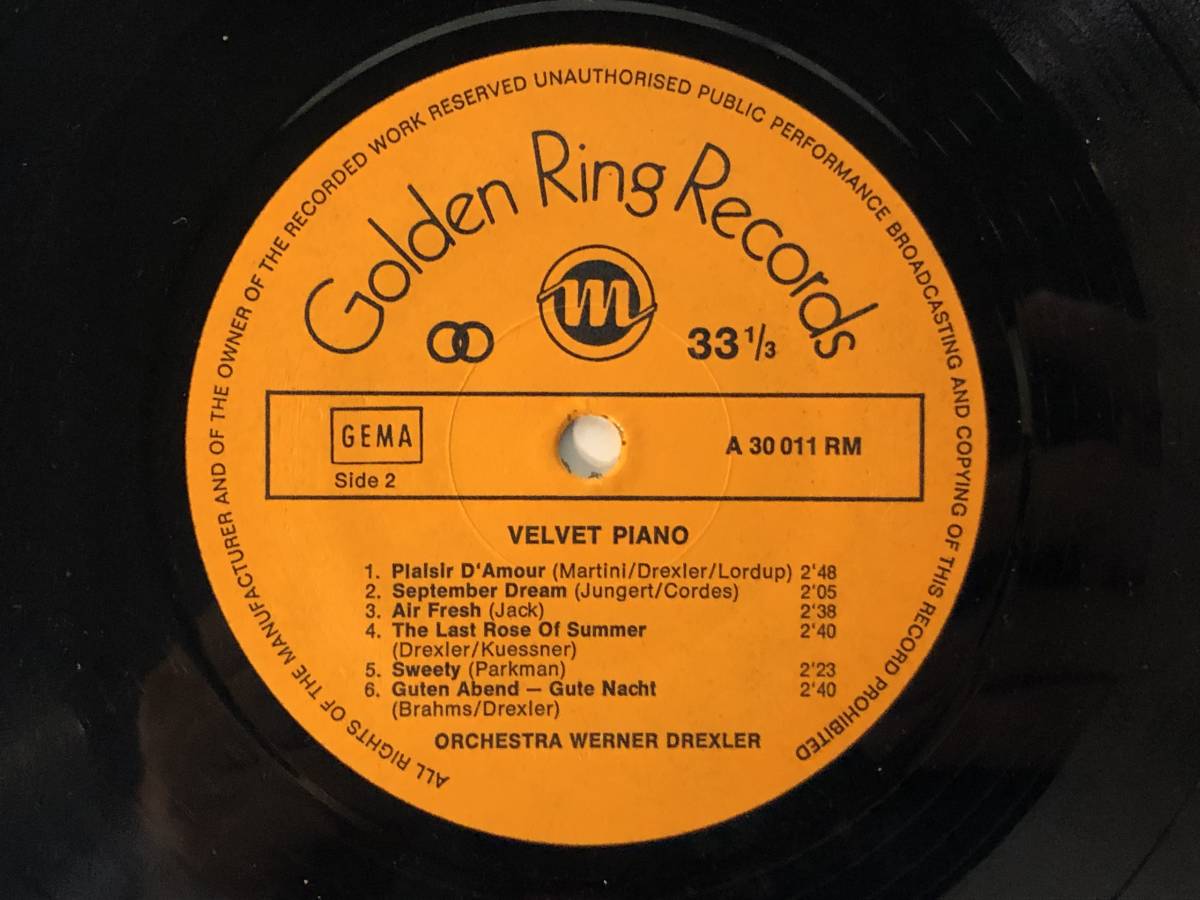 ALL RIGHTS OF THE MANUFACTURER AND OF THE OWNER OF THE RECORDED WORK RESERVED UNAUTHORISED PUBLIC PERFORMANCE BROADCASTING AND COPYING OF THIS RECORD PROHIBITED
Golden Ring Records
m
33 1/3
GEMA
Side 2
A 30 011 RM
VELVET PIANO
1. Plaisir D'Amour (Martini/Drexler/Lordup) 2'48
2. September Dream (Jungert/Cordes) 2'05
3. Air Fresh (Jack) 2'38
4. The Last Rose Of Summer 2'40
(Drexler/Kuessner)
5. Sweety (Parkman) 2'23
6. Guten Abend – Gute Nacht 2'40
(Brahms/Drexler)
ORCHESTRA WERNER DREXLER